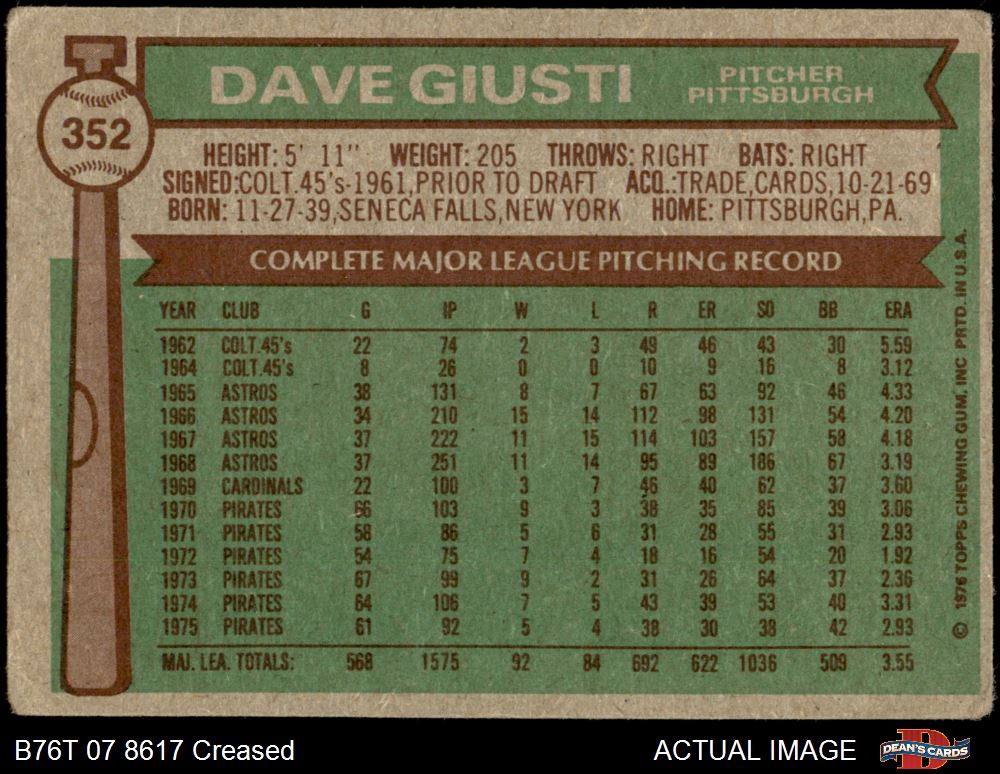 352
DAVE GIUSTI
PITCHER
PITTSBURGH
HEIGHT: 5' 11" WEIGHT: 205 THROWS: RIGHT BATS: RIGHT
SIGNED:COLT.45's-1961,PRIOR TO DRAFT ACQ.:TRADE,CARDS,10-21-69
BORN: 11-27-39,SENECA FALLS,NEW YORK HOME: PITTSBURGH,PA.
COMPLETE MAJOR LEAGUE PITCHING RECORD
YEAR CLUB G IP W L R ER SO BB ERA
1962 COLT.45's 22 74 2 3 49 46 43 30 5.59
1964 COLT.45's 8 26 0 0 10 9 16 8 3.12
1965 ASTROS 38 131 8 7 67 63 92 46 4.33
1966 ASTROS 34 210 15 14 112 98 131 54 4.20
1967 ASTROS 37 222 11 15 114 103 157 58 4.18
1968 ASTROS 37 251 11 14 95 89 186 67 3.19
1969 CARDINALS 22 100 3 7 46 40 62 37 3.60
1970 PIRATES 66 103 9 3 38 35 85 39 3.06
1971 PIRATES 58 86 5 6 31 28 55 31 2.93
1972 PIRATES 54 75 7 4 18 16 54 20 1.92
1973 PIRATES 67 99 9 2 31 26 64 37 2.36
1974 PIRATES 64 106 7 5 43 39 53 40 3.31
1975 PIRATES 61 92 5 4 38 30 38 42 2.93
MAJ. LEA. TOTALS: 568 1575 92 84 692 622 1036 509 3.55
© 1976 TOPPS CHEWING GUM, INC PRTD. IN U.S.A.
B76T 07 8617 Creased
ACTUAL IMAGE
D
DEAN'S CARDS